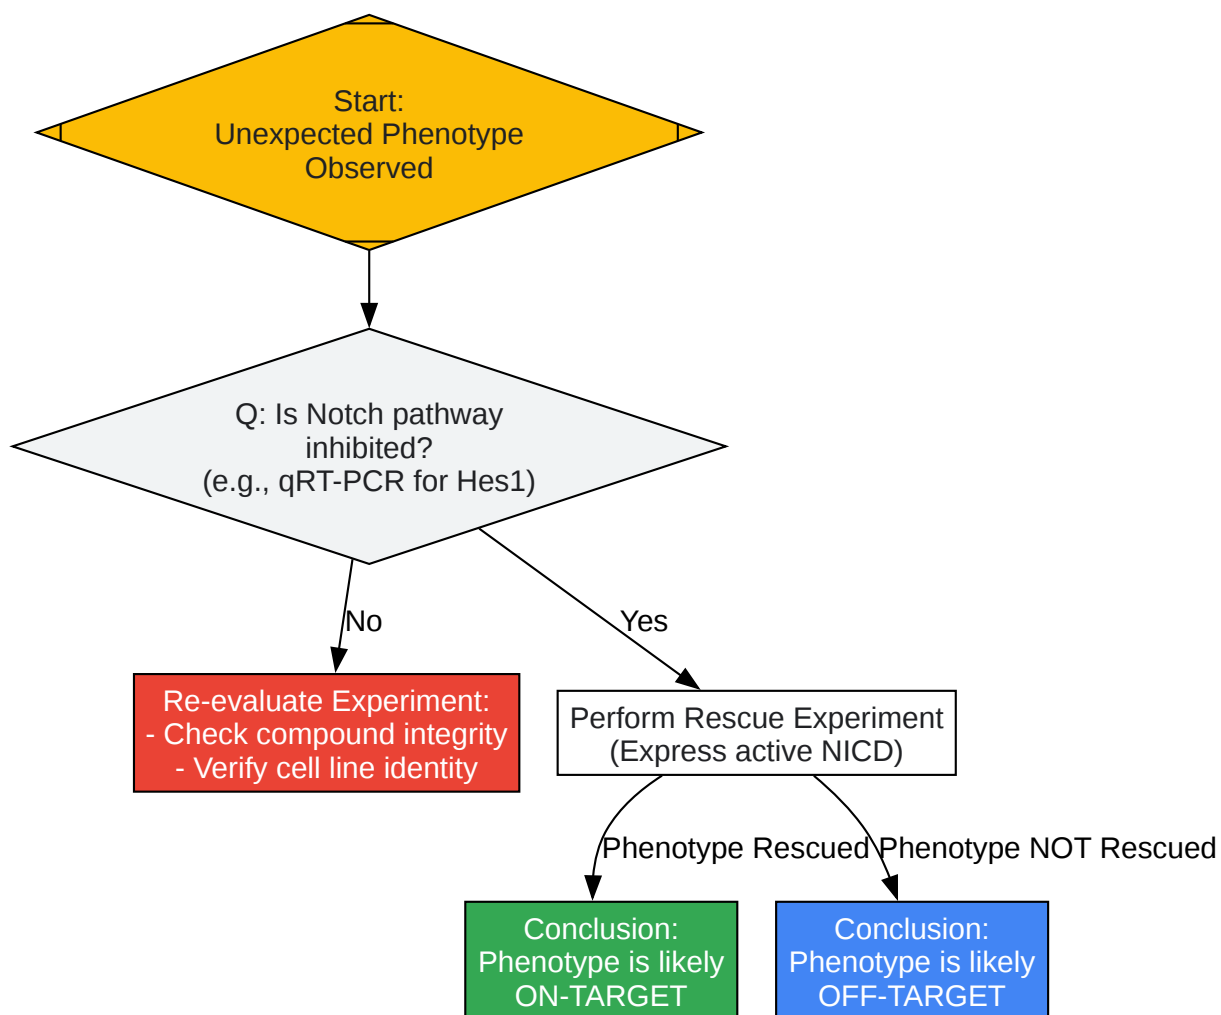 Start:
Unexpected Phenotype
Observed
Q: Is Notch pathway
inhibited?
(e.g., qRT-PCR for Hes1)
No
Yes
Re-evaluate Experiment:
- Check compound integrity
- Verify cell line identity
Perform Rescue Experiment
(Express active NICD)
Phenotype Rescued
Phenotype NOT Rescued
Conclusion:
Phenotype is likely
ON-TARGET
Conclusion:
Phenotype is likely
OFF-TARGET